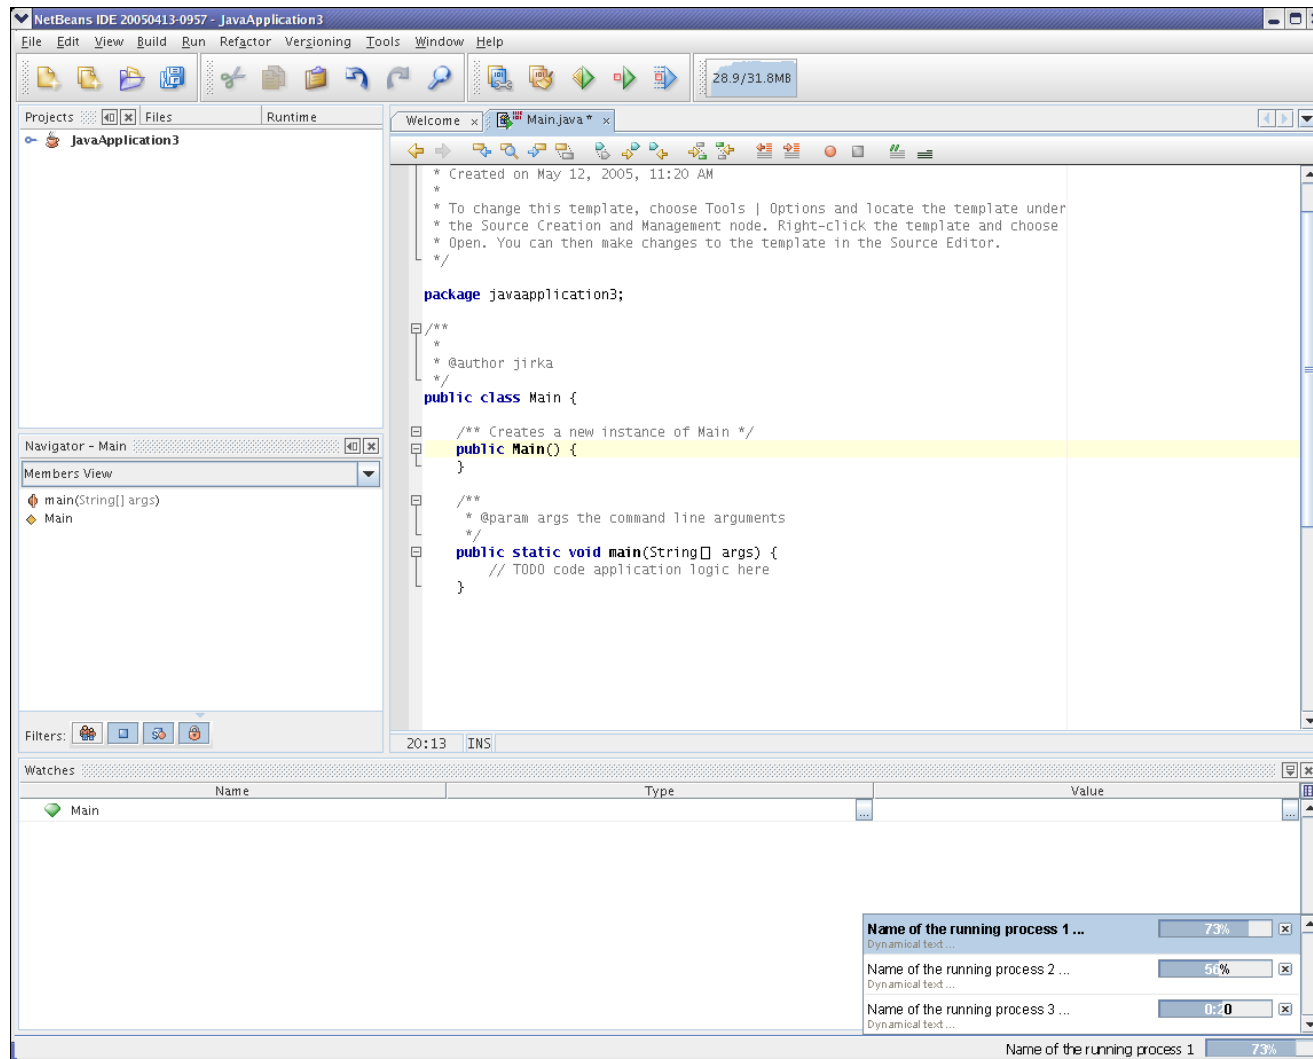 NetBeans IDE 20050413-0957 - JavaApplication3
File Edit View Build Run Refactor Versioning Tools Window Help
28.9/31.8MB
Projects Files Runtime
JavaApplication3
Welcome Main.java *
* Created on May 12, 2005, 11:20 AM
*
* To change this template, choose Tools | Options and locate the template under
* the Source Creation and Management node. Right-click the template and choose
* Open. You can then make changes to the template in the Source Editor.
*/
package javaapplication3;
/**
*
* @author jirka
*/
public class Main {
/** Creates a new instance of Main */
public Main() {
}
/**
* @param args the command line arguments
*/
public static void main(String[] args) {
// TODO code application logic here
}
20:13 INS
Navigator - Main
Members View
main(String[] args)
Main
Filters:
Watches
Name Type Value
Main ... ...
Name of the running process 1 ... 73%
Dynamical text ...
Name of the running process 2 ... 56%
Dynamical text ...
Name of the running process 3 ... 0:20
Dynamical text ...
Name of the running process 1 73%